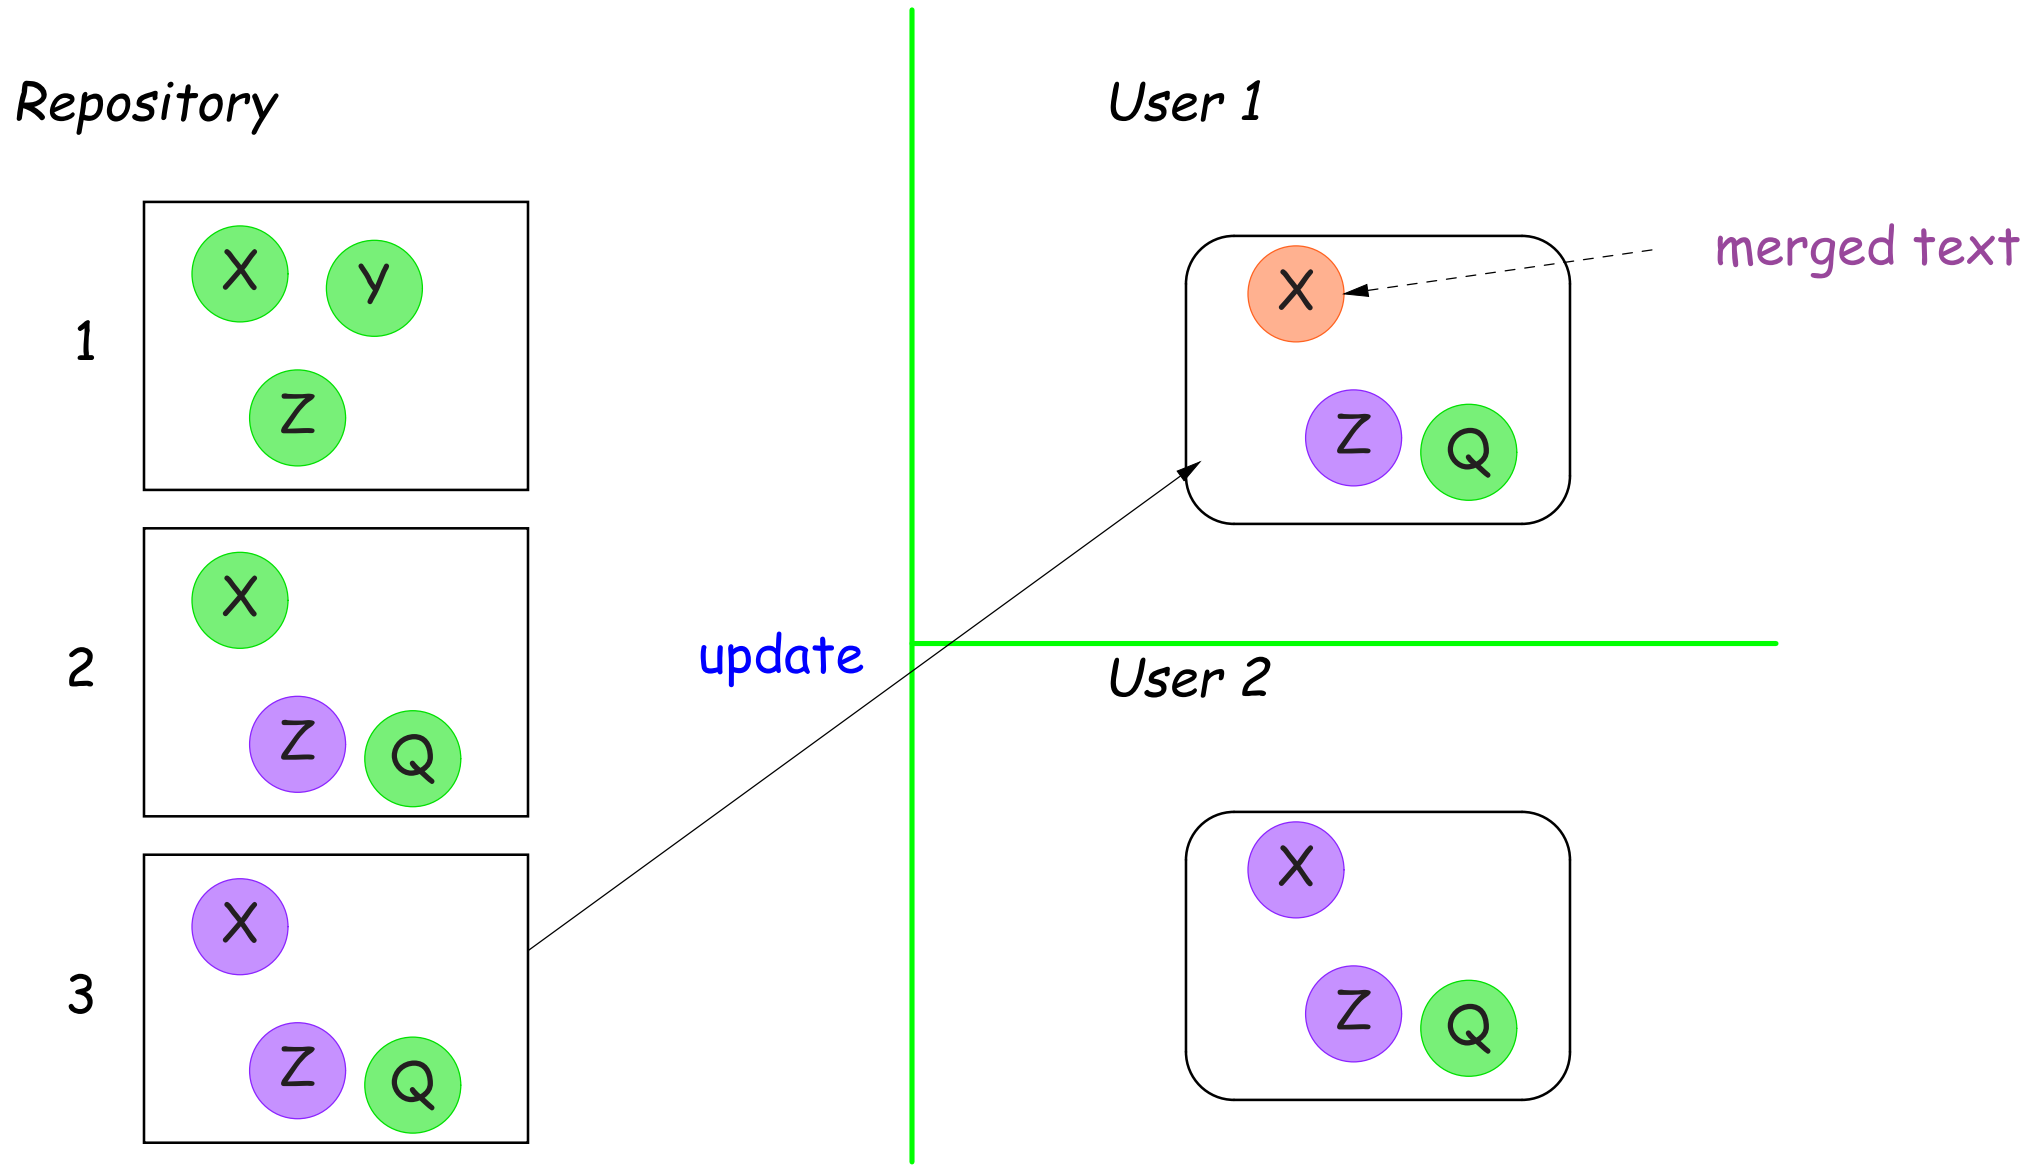 Repository
1
X
Y
Z
2
X
Z
Q
3
X
Z
Q
update
User 1
merged text
X
Z
Q
User 2
X
Z
Q